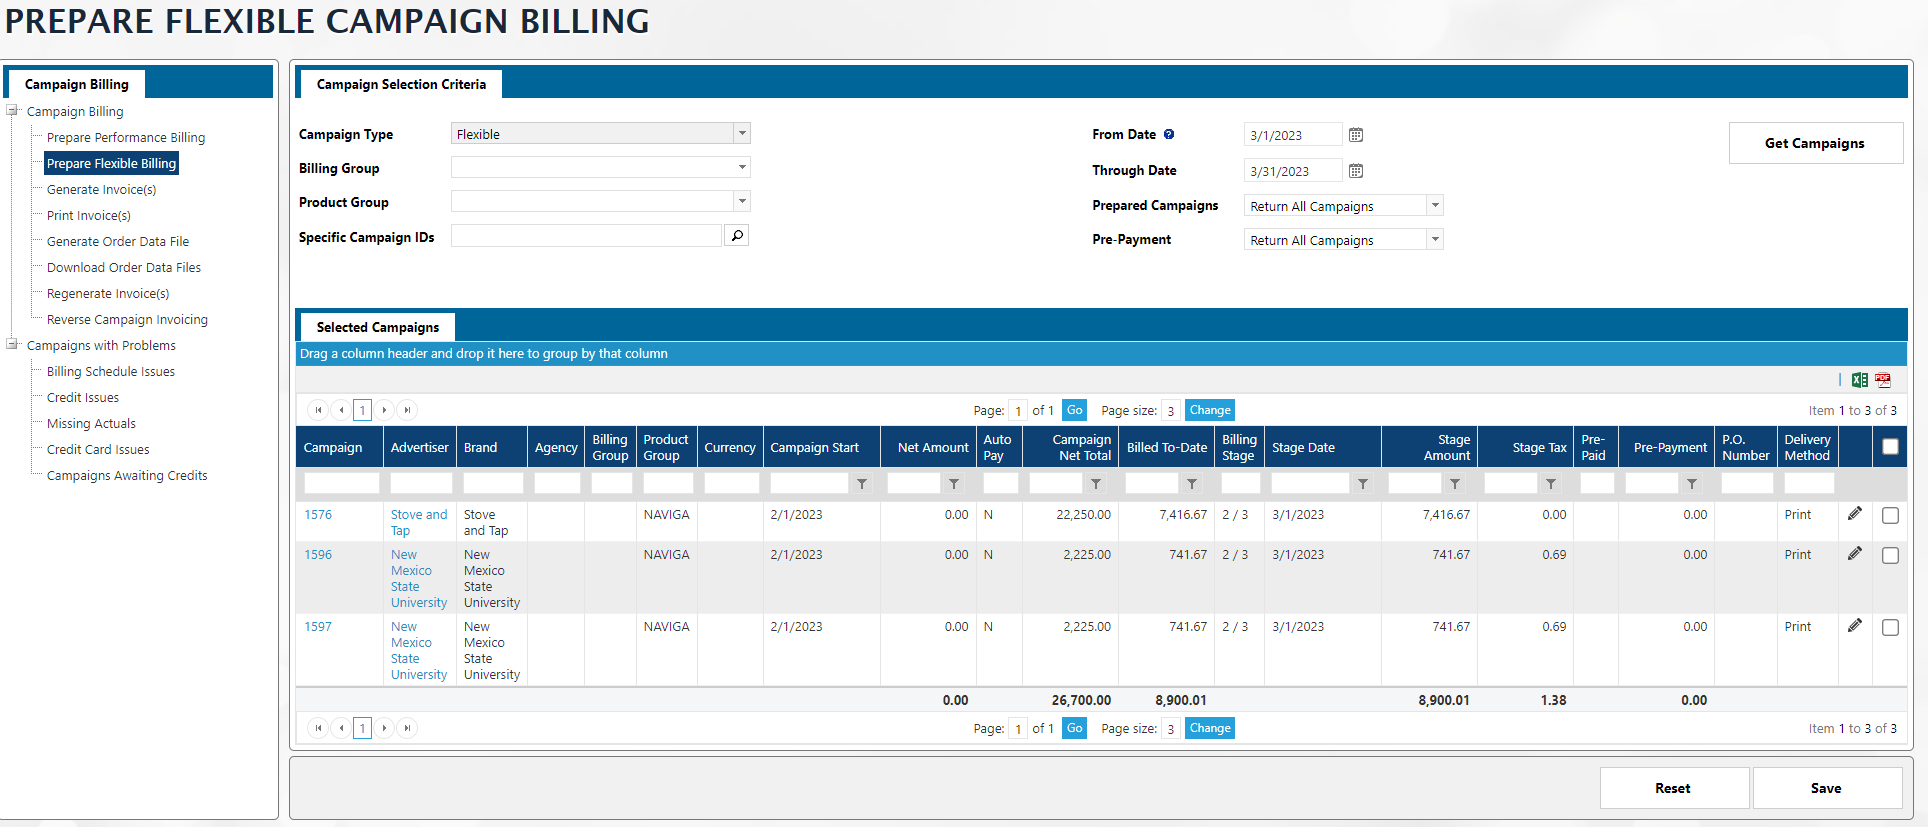 PREPARE FLEXIBLE CAMPAIGN BILLING
Campaign Billing
Campaign Billing
Prepare Performance Billing
Prepare Flexible Billing
Generate Invoice(s)
Print Invoice(s)
Generate Order Data File
Download Order Data Files
Regenerate Invoice(s)
Reverse Campaign Invoicing
Campaigns with Problems
Billing Schedule Issues
Credit Issues
Missing Actuals
Credit Card Issues
Campaigns Awaiting Credits
Campaign Selection Criteria
Campaign Type Flexible
Billing Group
Product Group
Specific Campaign IDs
From Date ? 3/1/2023
Through Date 3/31/2023
Prepared Campaigns Return All Campaigns
Pre-Payment Return All Campaigns
Get Campaigns
Selected Campaigns
Drag a column header and drop it here to group by that column
PDF
1 Page: 1 of 1 Go Page size: 3 Change Item 1 to 3 of 3
Campaign Advertiser Brand Agency Billing Group Product Group Currency Campaign Start Net Amount Auto Pay Campaign Net Total Billed To-Date Billing Stage Stage Date Stage Amount Stage Tax Pre-Paid Pre-Payment P.O. Number Delivery Method
1576 Stove and Tap Stove and Tap NAVIGA 2/1/2023 0.00 N 22,250.00 7,416.67 2 / 3 3/1/2023 7,416.67 0.00 0.00 Print
1596 New Mexico State University New Mexico State University NAVIGA 2/1/2023 0.00 N 2,225.00 741.67 2 / 3 3/1/2023 741.67 0.69 0.00 Print
1597 New Mexico State University New Mexico State University NAVIGA 2/1/2023 0.00 N 2,225.00 741.67 2 / 3 3/1/2023 741.67 0.69 0.00 Print
0.00 26,700.00 8,900.01 8,900.01 1.38 0.00
1 Page: 1 of 1 Go Page size: 3 Change Item 1 to 3 of 3
Reset Save